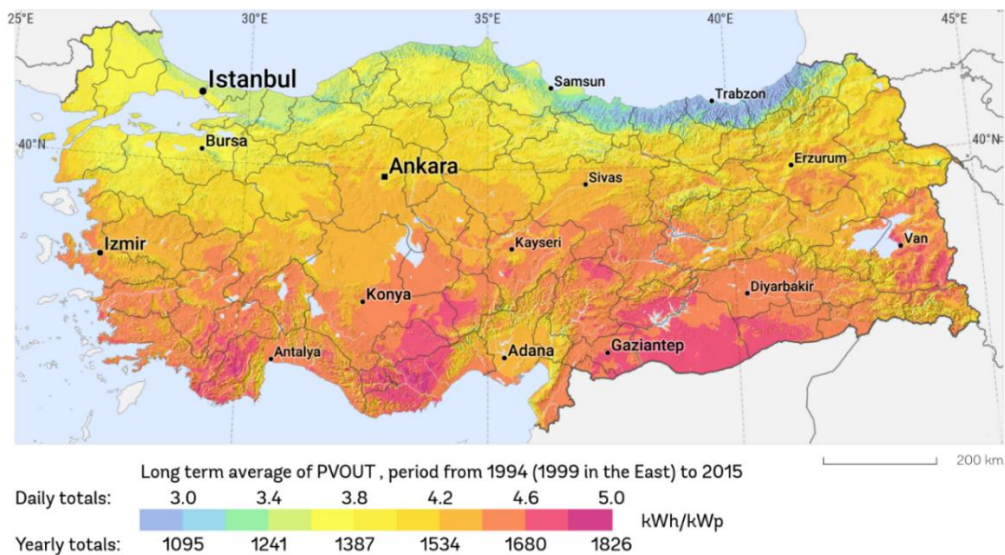 25°E 30°E 35°E 40°E 45°E
Istanbul
Samsun
Trabzon
40°N
Bursa
Ankara
Sivas
Erzurum
40°N
Izmir
Kayseri
Van
Konya
Diyarbakir
Antalya
Adana
Gaziantep
Long term average of PVOUT , period from 1994 (1999 in the East) to 2015
200 km
Daily totals: 3.0 3.4 3.8 4.2 4.6 5.0
kWh/kWp
Yearly totals: 1095 1241 1387 1534 1680 1826